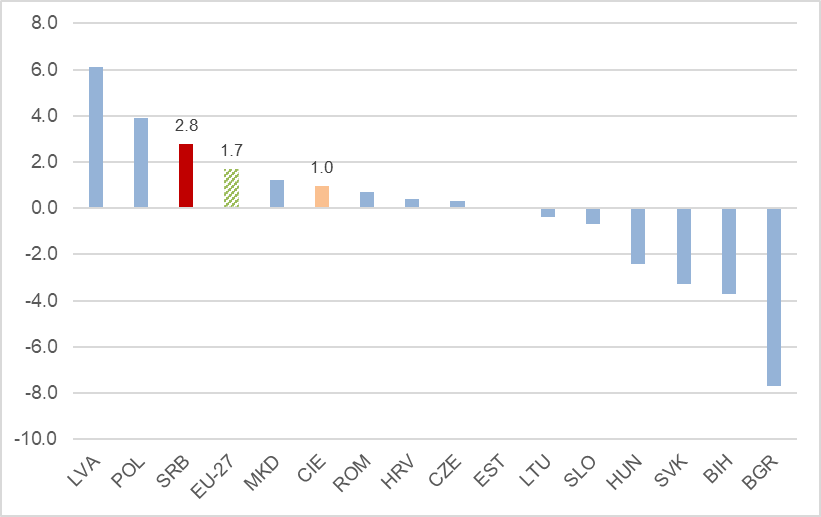 8.0
6.0
4.0
2.0
0.0
-2.0
-4.0
-6.0
-8.0
-10.0
2.8
1.7
1.0
LVA
POL
SRB
EU-27
MKD
CIE
ROM
HRV
CZE
EST
LTU
SLO
HUN
SVK
BIH
BGR